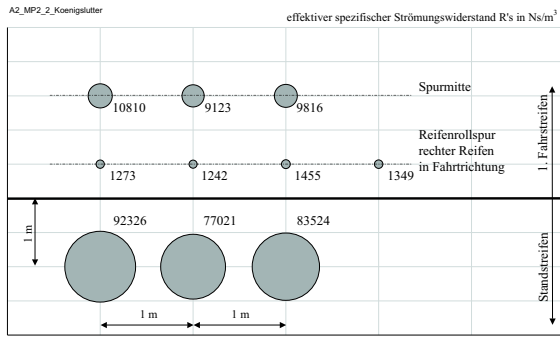 A2_MP2_2_Koenigslutter
effektiver spezifischer Strömungswiderstand R's in Ns/m³
Spurmitte
10810 9123 9816
Reifenrollspur
rechter Reifen
in Fahrtrichtung
1273 1242 1455 1349
1. Fahrstreifen
92326 77021 83524
1 m
Standstreifen
1 m 1 m